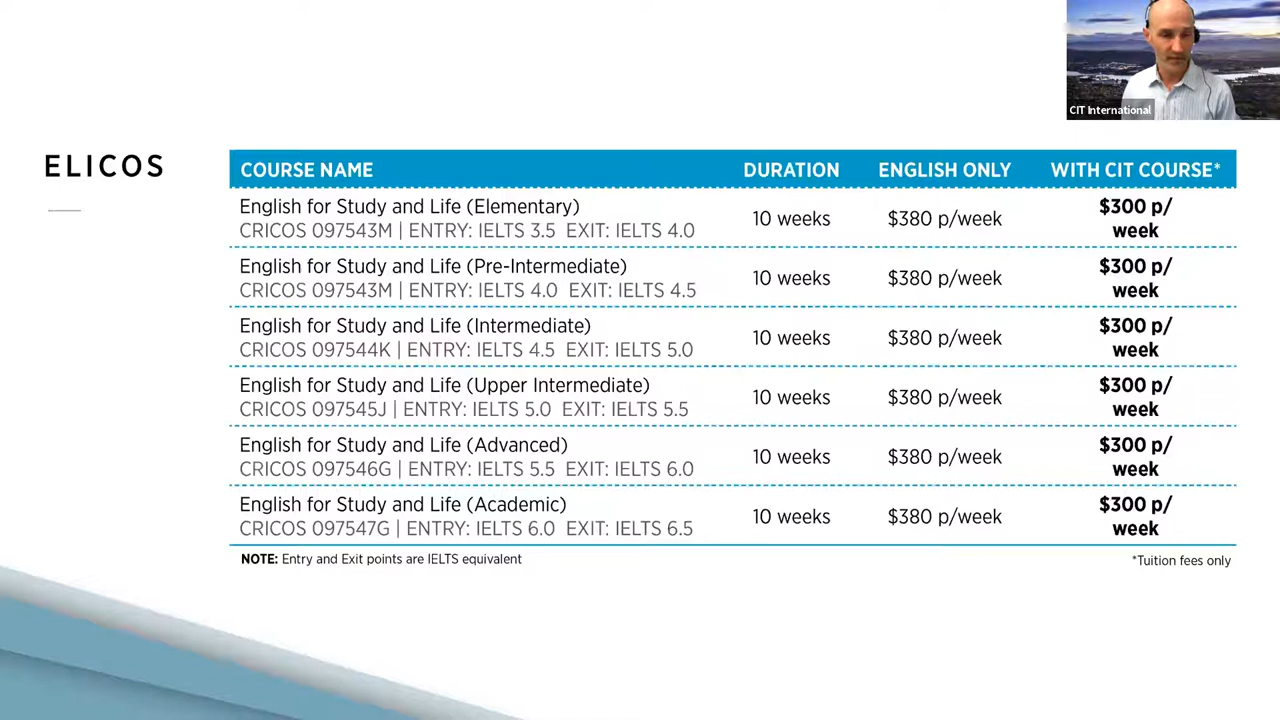 CIT International
ELICOS
COURSE NAME DURATION ENGLISH ONLY WITH CIT COURSE*
English for Study and Life (Elementary)
CRICOS 097543M | ENTRY: IELTS 3.5 EXIT: IELTS 4.0
10 weeks $380 p/week
$300 p/
week
English for Study and Life (Pre-Intermediate)
CRICOS 097543M | ENTRY: IELTS 4.0 EXIT: IELTS 4.5
10 weeks $380 p/week
$300 p/
week
English for Study and Life (Intermediate)
CRICOS 097544K | ENTRY: IELTS 4.5 EXIT: IELTS 5.0
10 weeks $380 p/week
$300 p/
week
English for Study and Life (Upper Intermediate)
CRICOS 097545J | ENTRY: IELTS 5.0 EXIT: IELTS 5.5
10 weeks $380 p/week
$300 p/
week
English for Study and Life (Advanced)
CRICOS 097546G | ENTRY: IELTS 5.5 EXIT: IELTS 6.0
10 weeks $380 p/week
$300 p/
week
English for Study and Life (Academic)
CRICOS 097547G | ENTRY: IELTS 6.0 EXIT: IELTS 6.5
10 weeks $380 p/week
$300 p/
week
NOTE: Entry and Exit points are IELTS equivalent
*Tuition fees only